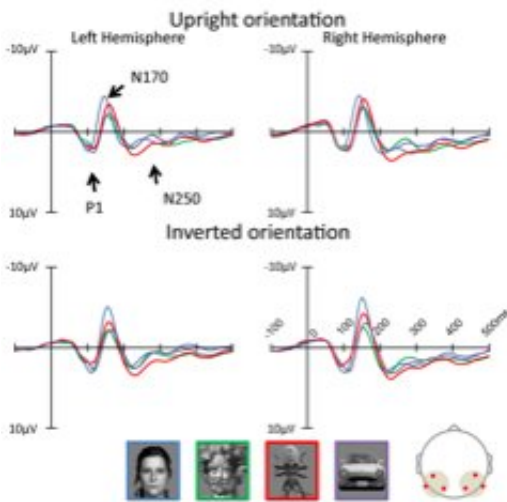 Upright orientation
Left Hemisphere
Right Hemisphere
-10µV
-10µV
N170
P1
N250
10µV
10µV
Inverted orientation
-10µV
-10µV
-100 0 100 200 300 400 500ms
10µV
10µV